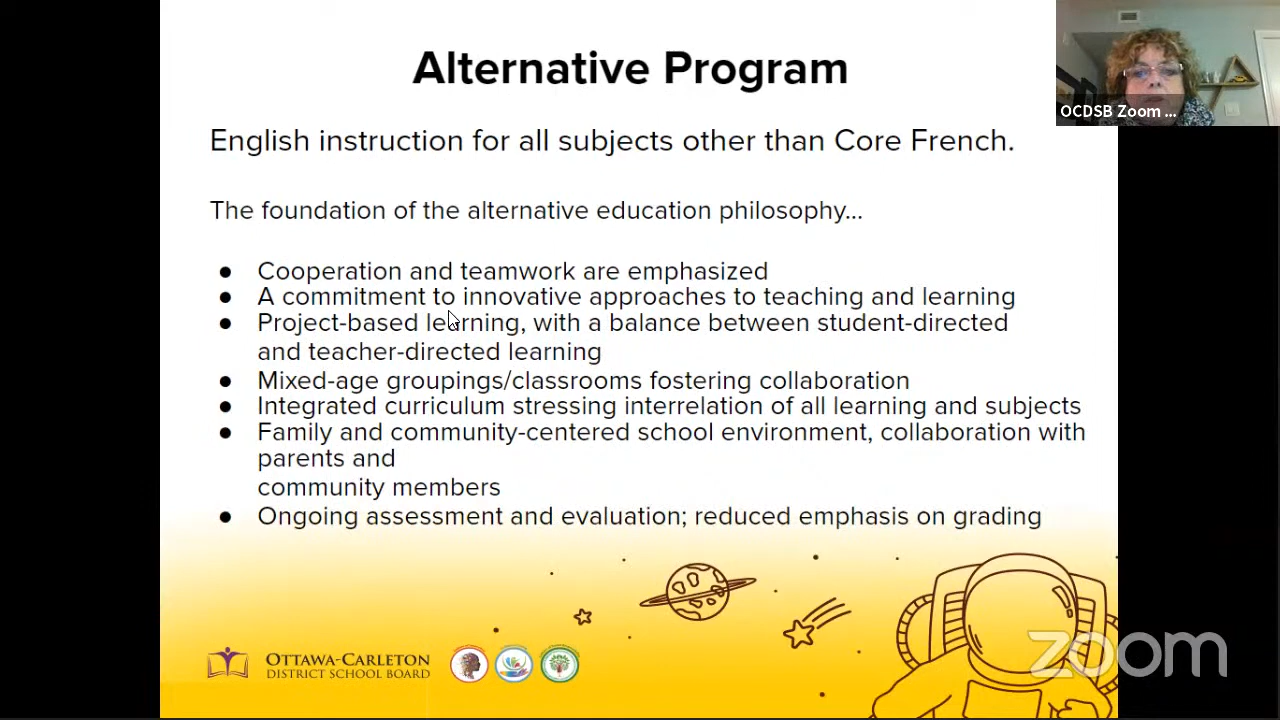 Alternative Program
OCDSB Zoom ...
English instruction for all subjects other than Core French.
The foundation of the alternative education philosophy...
● Cooperation and teamwork are emphasized
● A commitment to innovative approaches to teaching and learning
● Project-based learning, with a balance between student-directed
and teacher-directed learning
● Mixed-age groupings/classrooms fostering collaboration
● Integrated curriculum stressing interrelation of all learning and subjects
● Family and community-centered school environment, collaboration with
parents and
community members
● Ongoing assessment and evaluation; reduced emphasis on grading
OTTAWA-CARLETON
DISTRICT SCHOOL BOARD
zoom